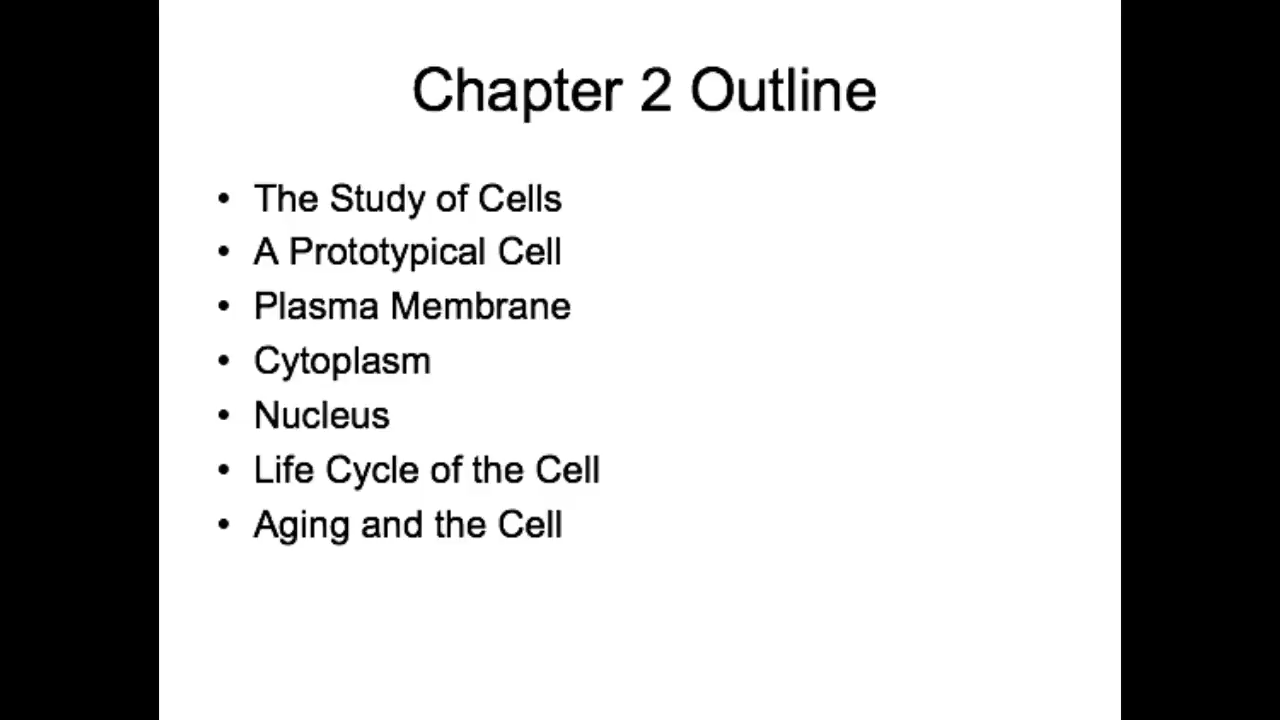 Chapter 2 Outline
• The Study of Cells
• A Prototypical Cell
• Plasma Membrane
• Cytoplasm
• Nucleus
• Life Cycle of the Cell
• Aging and the Cell